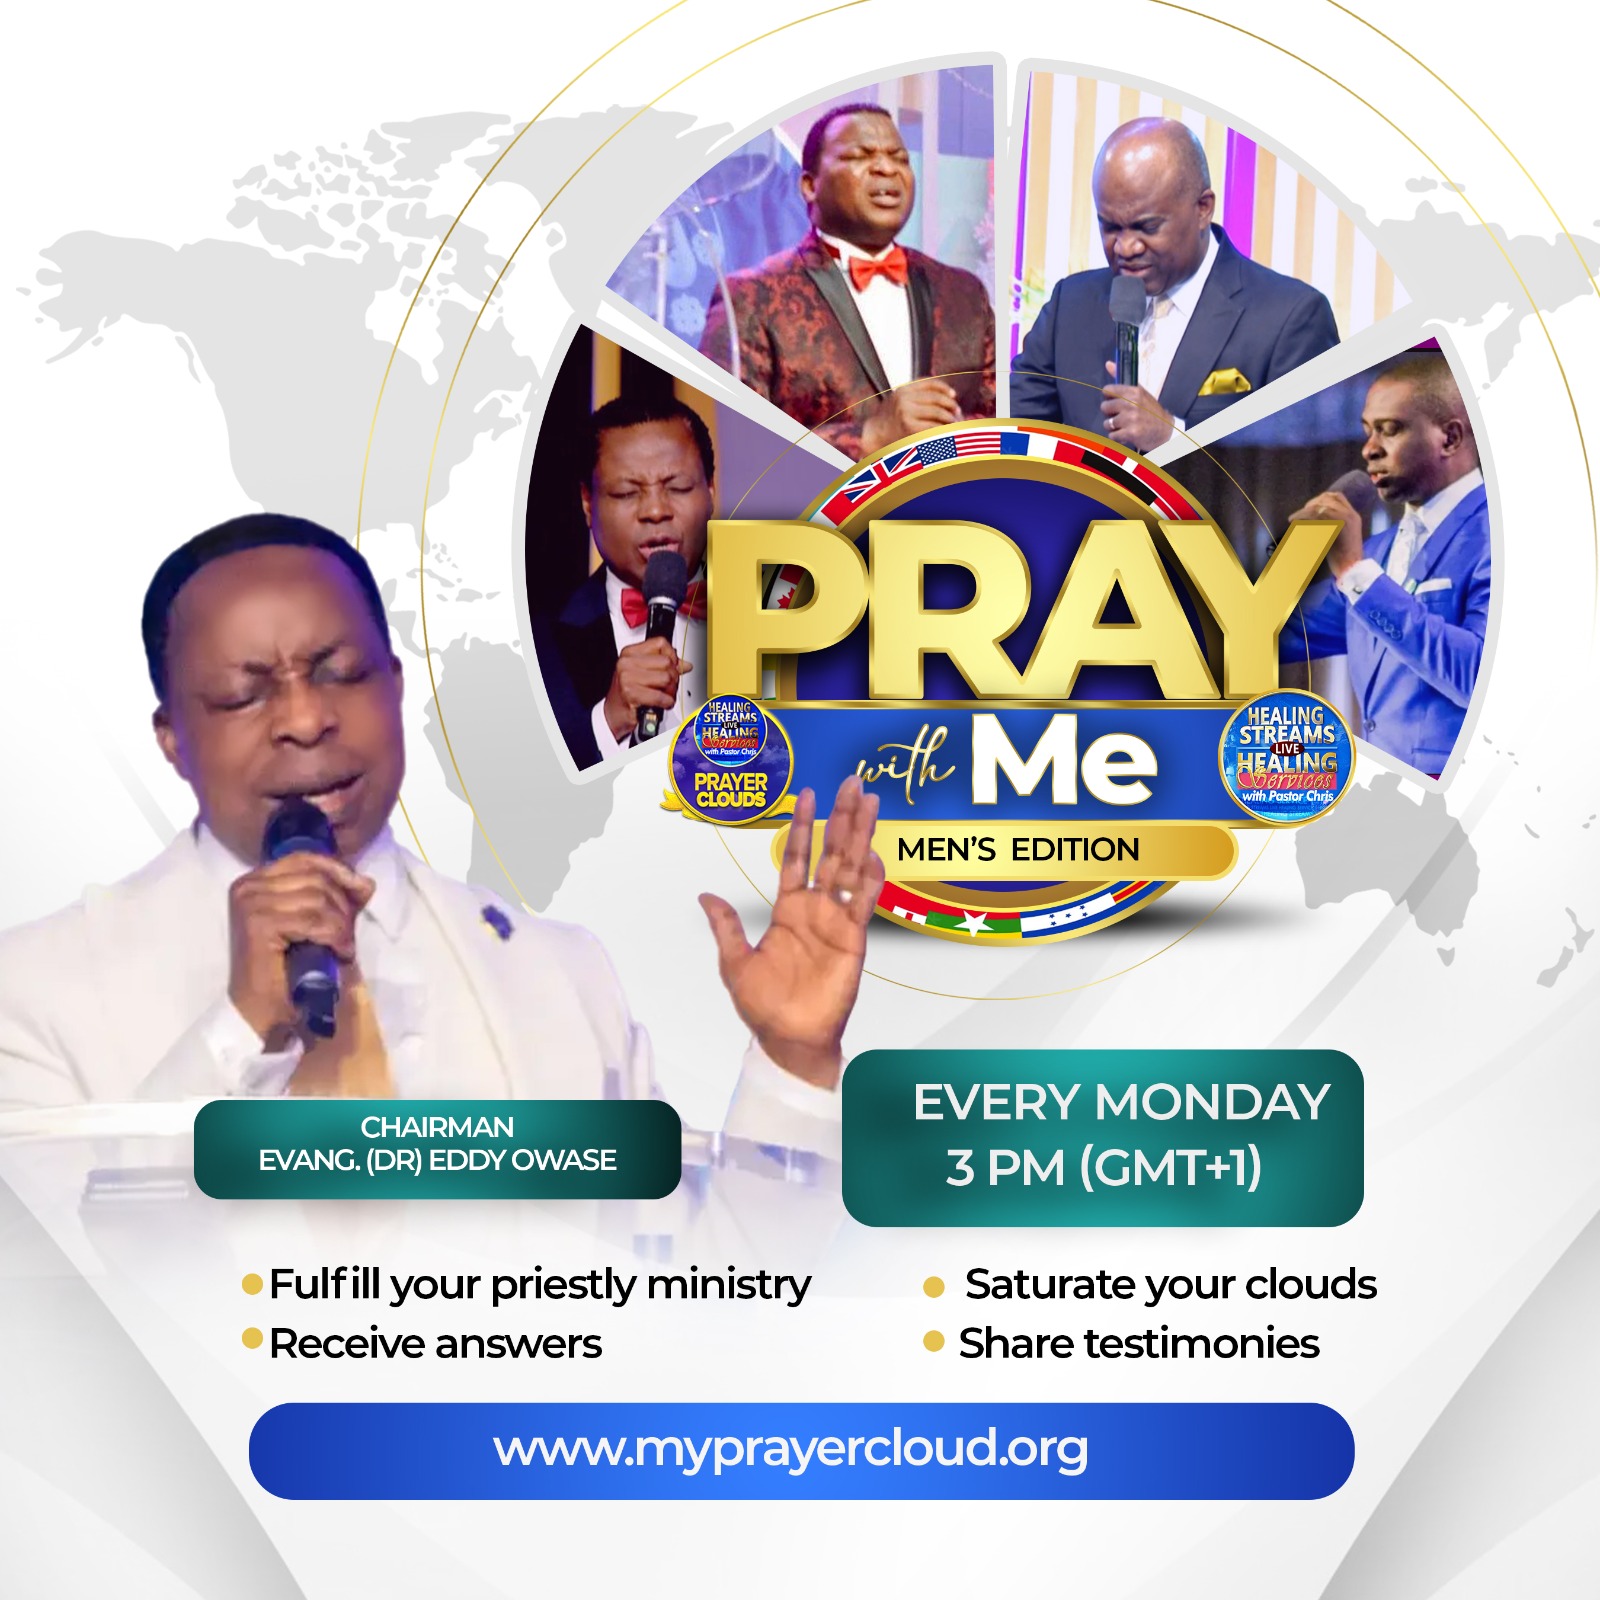 PRAY
with Me
HEALING
STREAMS
LIVE
HEALING
Services
with Pastor Chris
PRAYER
CLOUDS
HEALING
STREAMS
LIVE
HEALING
Services
with Pastor Chris
MEN'S EDITION
CHAIRMAN
EVANG. (DR) EDDY OWASE
EVERY MONDAY
3 PM (GMT+1)
Fulfill your priestly ministry
Receive answers
Saturate your clouds
Share testimonies
www.myprayercloud.org